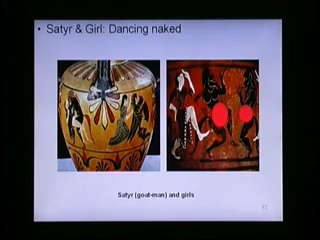 • Satyr & Girl: Dancing naked
Satyr (goat-man) and girls